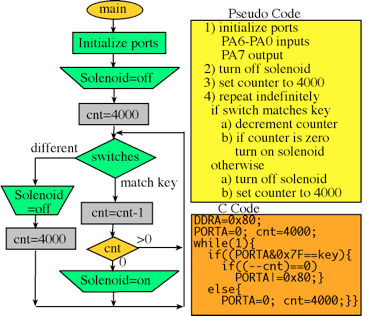 main
Initialize ports
Solenoid=off
cnt=4000
different
switches
match key
Solenoid
=off
cnt=4000
cnt=cnt-1
cnt
>0
0
Solenoid=on
Pseudo Code
1) initialize ports
PA6-PA0 inputs
PA7 output
2) turn off solenoid
3) set counter to 4000
4) repeat indefinitely
if switch matches key
a) decrement counter
b) if counter is zero
turn on solenoid
otherwise
a) turn off solenoid
b) set counter to 4000
C Code
DDRA=0x80;
PORTA=0; cnt=4000;
while(1){
if((PORTA&0x7F==key){
if((--cnt)==0)
PORTA|=0x80;}
else{
PORTA=0; cnt=4000;}}